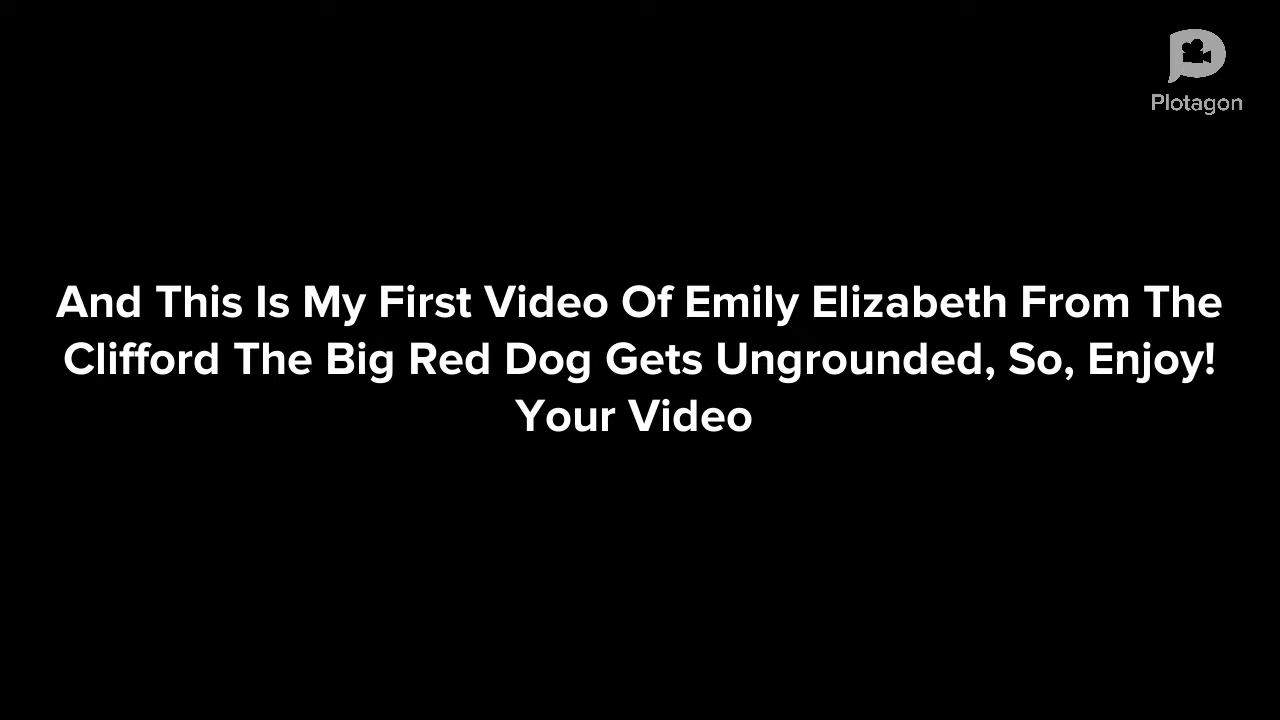 Plotagon
And This Is My First Video Of Emily Elizabeth From The
Clifford The Big Red Dog Gets Ungrounded, So, Enjoy!
Your Video